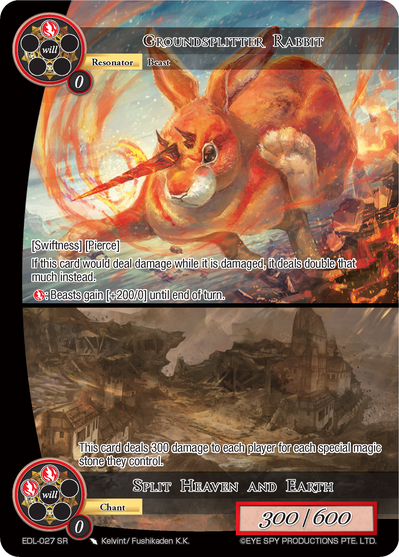 Groundsplitter Rabbit
will
Resonator Beast
0
[Swiftness] [Pierce]
If this card would deal damage while it is damaged, it deals double that
much instead.
: Beasts gain [+200/0] until end of turn.
This card deals 300 damage to each player for each special magic
stone they control.
Split Heaven and Earth
will
Chant
0
300/600
EDL-027 SR Kelvint/ Fushikaden K.K. ©EYE SPY PRODUCTIONS PTE. LTD.